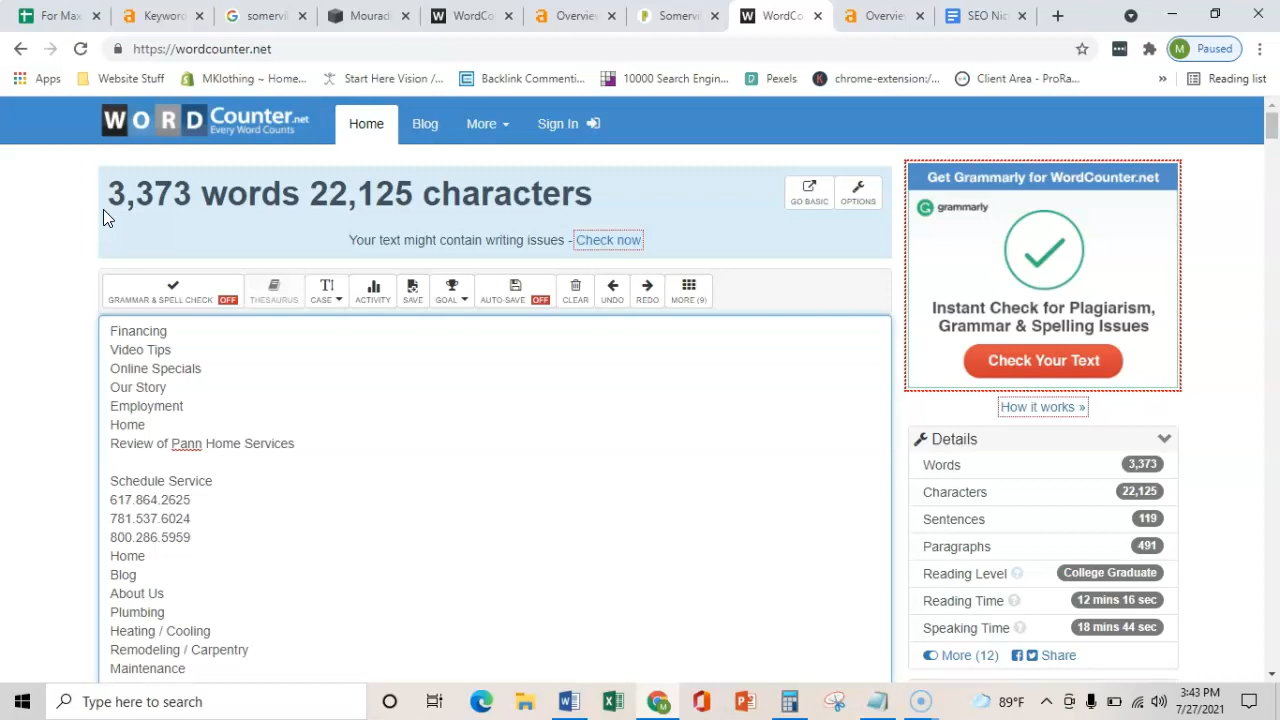 For Max
Keyword
somervil
Mourad
WordCo
Overview
Somerv
WordCo
Overview
SEO Nic
https://wordcounter.net
M Paused
Apps Website Stuff MKlothing ~ Home... Start Here Vision /... Backlink Commenti... 10000 Search Engin... Pexels chrome-extension:/... Client Area - ProRa... » Reading list
WORD Counter.net
Every Word Counts
Home Blog More Sign In
3,373 words 22,125 characters
GO BASIC OPTIONS
Your text might contain writing issues - Check now
GRAMMAR & SPELL CHECK OFF THESAURUS CASE ACTIVITY SAVE GOAL AUTO-SAVE OFF CLEAR UNDO REDO MORE (9)
Financing
Video Tips
Online Specials
Our Story
Employment
Home
Review of Pann Home Services
Schedule Service
617.864.2625
781.537.6024
800.286.5959
Home
Blog
About Us
Plumbing
Heating / Cooling
Remodeling / Carpentry
Maintenance
Get Grammarly for WordCounter.net
grammarly
Instant Check for Plagiarism,
Grammar & Spelling Issues
Check Your Text
How it works »
Details
Words 3,373
Characters 22,125
Sentences 119
Paragraphs 491
Reading Level College Graduate
Reading Time 12 mins 16 sec
Speaking Time 18 mins 44 sec
More (12) Share
Type here to search
89°F
3:43 PM
7/27/2021